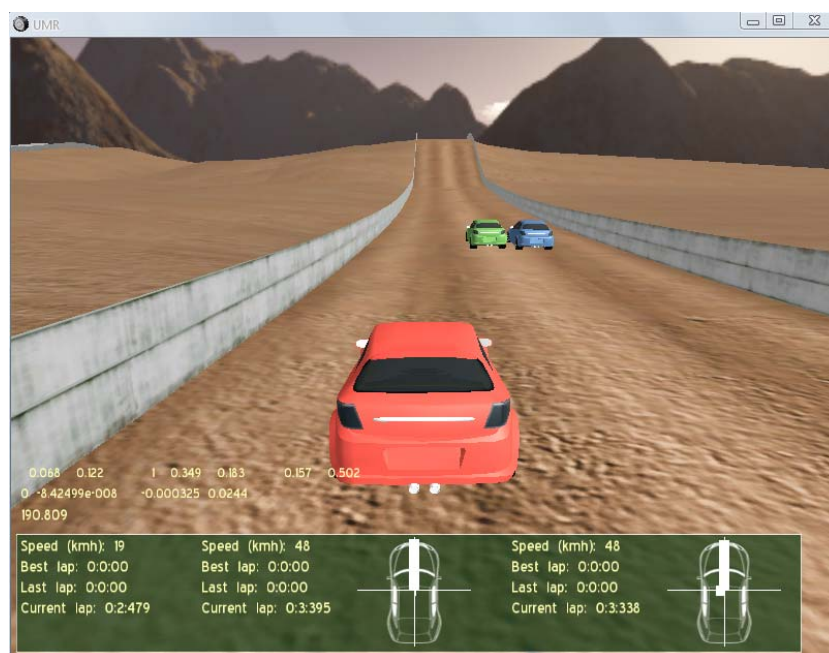 UMR
0.068 0.122 1 0.349 0.183 0.157 0.502
0 -8.42499e-008 -0.000325 0.0244
190.809
Speed (kmh): 19 Speed (kmh): 48 Speed (kmh): 48
Best lap: 0:0:00 Best lap: 0:0:00 Best lap: 0:0:00
Last lap: 0:0:00 Last lap: 0:0:00 Last lap: 0:0:00
Current lap: 0:2:479 Current lap: 0:3:395 Current lap: 0:3:338